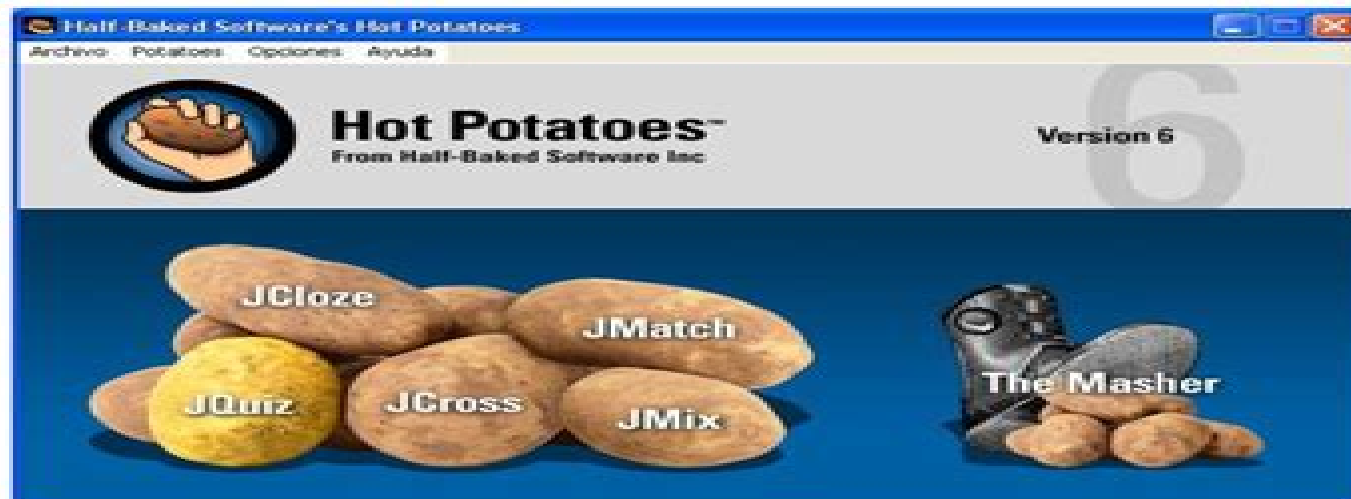 Half-Baked Software's Hot Potatoes
Archivo Potatoes Opciones Ayuda
Hot Potatoes™
From Half-Baked Software Inc
6
Version 6
JCloze
JMatch
JQuiz
JCross
JMix
The Masher